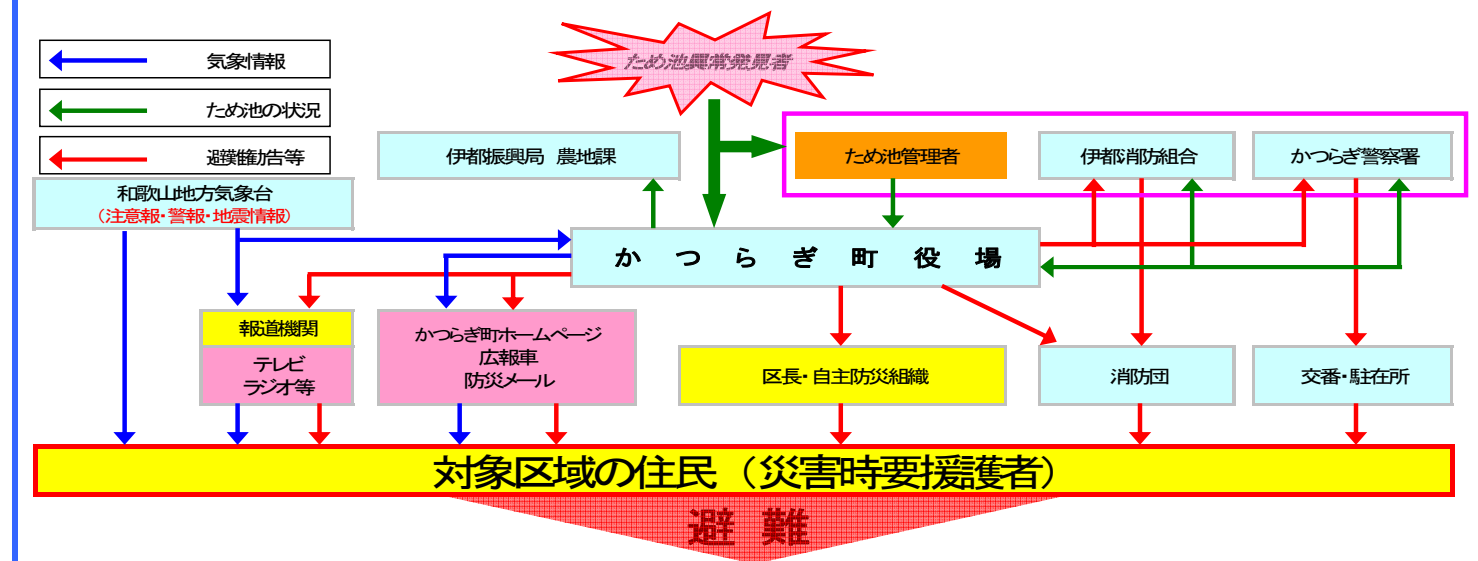 気象情報
ため池の状況
避難勧告等
ため池異常発見者
伊都振興局 農地課
ため池管理者
伊都消防組合
かつらぎ警察署
和歌山地方気象台
(注意報・警報・地震情報)
かつらぎ町役場
報道機関
テレビ
ラジオ等
かつらぎ町ホームページ
広報車
防災メール
区長・自主防災組織
消防団
交番・駐在所
対象区域の住民(災害時要援護者)
避難